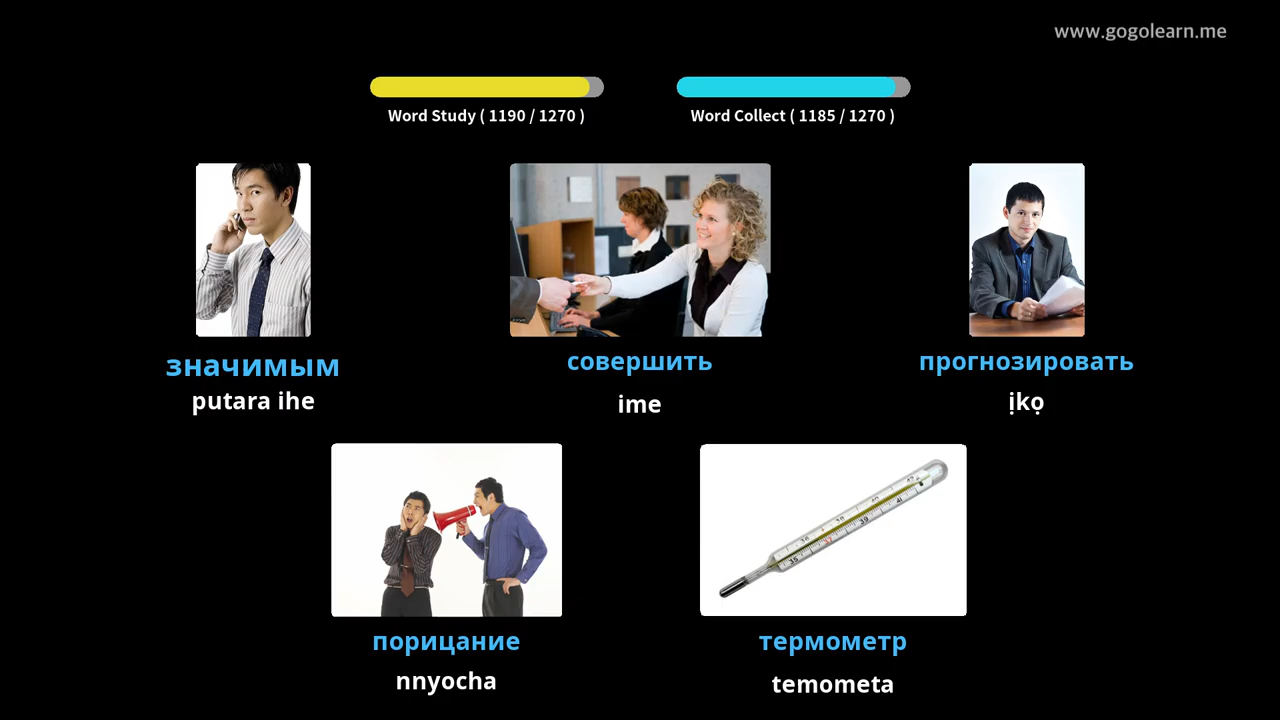 www.gogolearn.me
Word Study ( 1190 / 1270 )
Word Collect ( 1185 / 1270 )
значимым
putara ihe
совершить
ime
прогнозировать
ịkọ
порицание
nnyocha
термометр
temometa